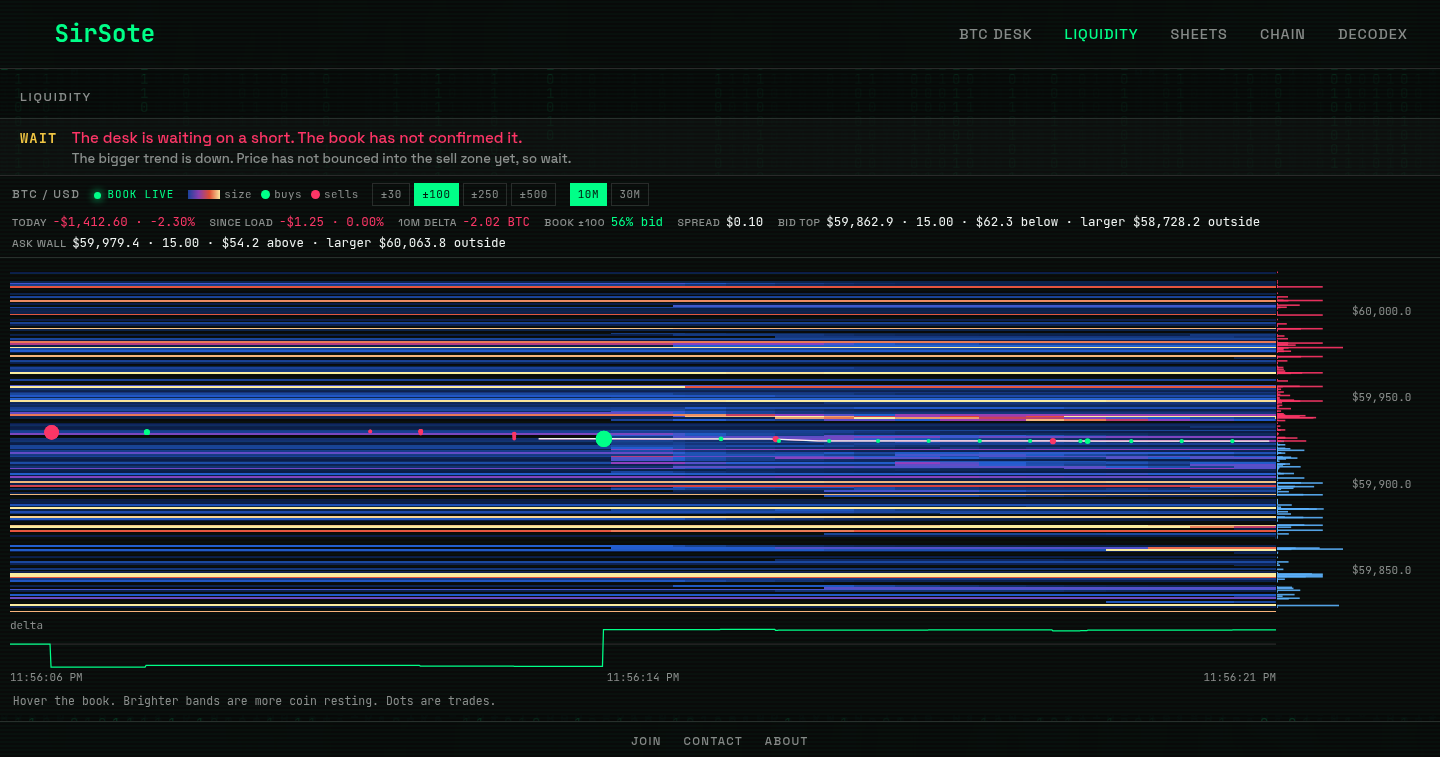 SirSote
BTC DESK LIQUIDITY SHEETS CHAIN DECODEX
LIQUIDITY
WAIT The desk is waiting on a short. The book has not confirmed it.
The bigger trend is down. Price has not bounced into the sell zone yet, so wait.
BTC / USD BOOK LIVE size buys sells ±30 ±100 ±250 ±500 10M 30M
TODAY -$1,412.60 · -2.30% SINCE LOAD -$1.25 · 0.00% 10M DELTA -2.02 BTC BOOK ±100 56% bid SPREAD $0.10 BID TOP $59,862.9 · 15.00 · $62.3 below · larger $58,728.2 outside
ASK WALL $59,979.4 · 15.00 · $54.2 above · larger $60,063.8 outside
$60,000.0
$59,950.0
$59,900.0
$59,850.0
delta
11:56:06 PM 11:56:14 PM 11:56:21 PM
Hover the book. Brighter bands are more coin resting. Dots are trades.
JOIN CONTACT ABOUT